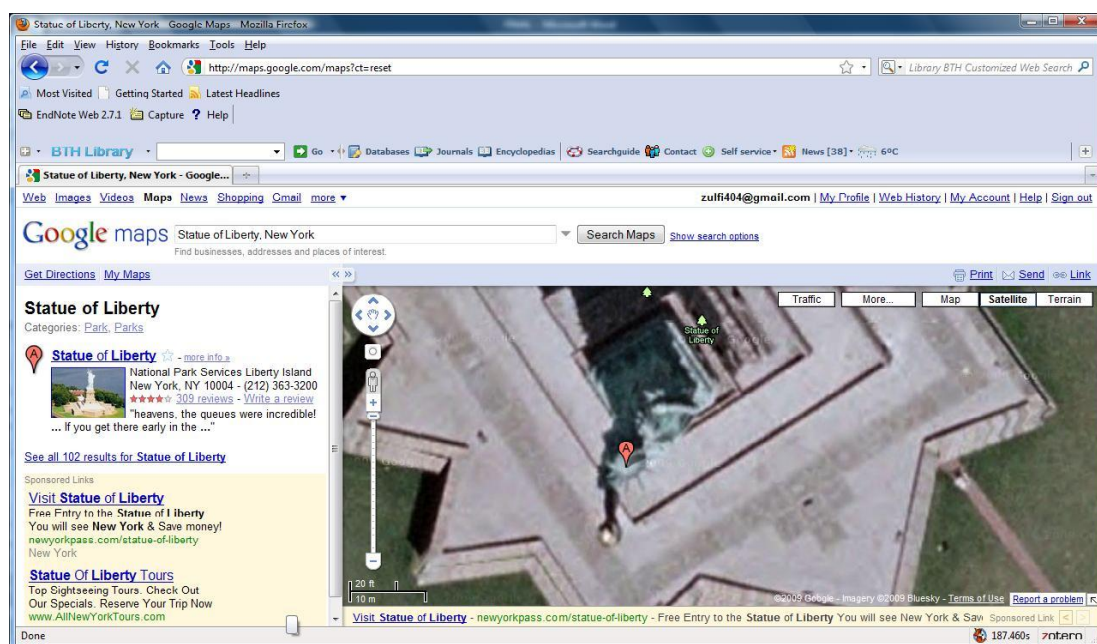 Statue of Liberty, New York Google Maps Mozilla Firefox
File Edit View History Bookmarks Tools Help
http://maps.google.com/maps?ct=reset
Library BTH Customized Web Search
Most Visited Getting Started Latest Headlines
EndNote Web 2.7.1 Capture ? Help
BTH Library Go Databases Journals Encyclopedias Searchguide Contact Self service News [38] 6°C
Statue of Liberty, New York - Google...
Web Images Videos Maps News Shopping Gmail more ▼
zulfi404@gmail.com | My Profile | Web History | My Account | Help | Sign out
Google maps Statue of Liberty, New York Search Maps Show search options
Find businesses, addresses and places of interest.
Get Directions My Maps « » Print Send Link
Statue of Liberty
Categories: Park, Parks
A Statue of Liberty - more info »
National Park Services Liberty Island
New York, NY 10004 - (212) 363-3200
309 reviews - Write a review
"heavens, the queues were incredible!
... If you get there early in the ..."
See all 102 results for Statue of Liberty
Sponsored Links
Visit Statue of Liberty
Free Entry to the Statue of Liberty
You will see New York & Save money!
newyorkpass.com/statue-of-liberty
New York
Statue Of Liberty Tours
Top Sightseeing Tours. Check Out
Our Specials. Reserve Your Trip Now
www.AllNewYorkTours.com
Traffic More... Map Satellite Terrain
Statue of
Liberty
A
20 ft
10 m
©2009 Google - Imagery ©2009 Bluesky - Terms of Use Report a problem
Visit Statue of Liberty - newyorkpass.com/statue-of-liberty - Free Entry to the Statue of Liberty You will see New York & Sav Sponsored Link < >
Done 187.460s zotero